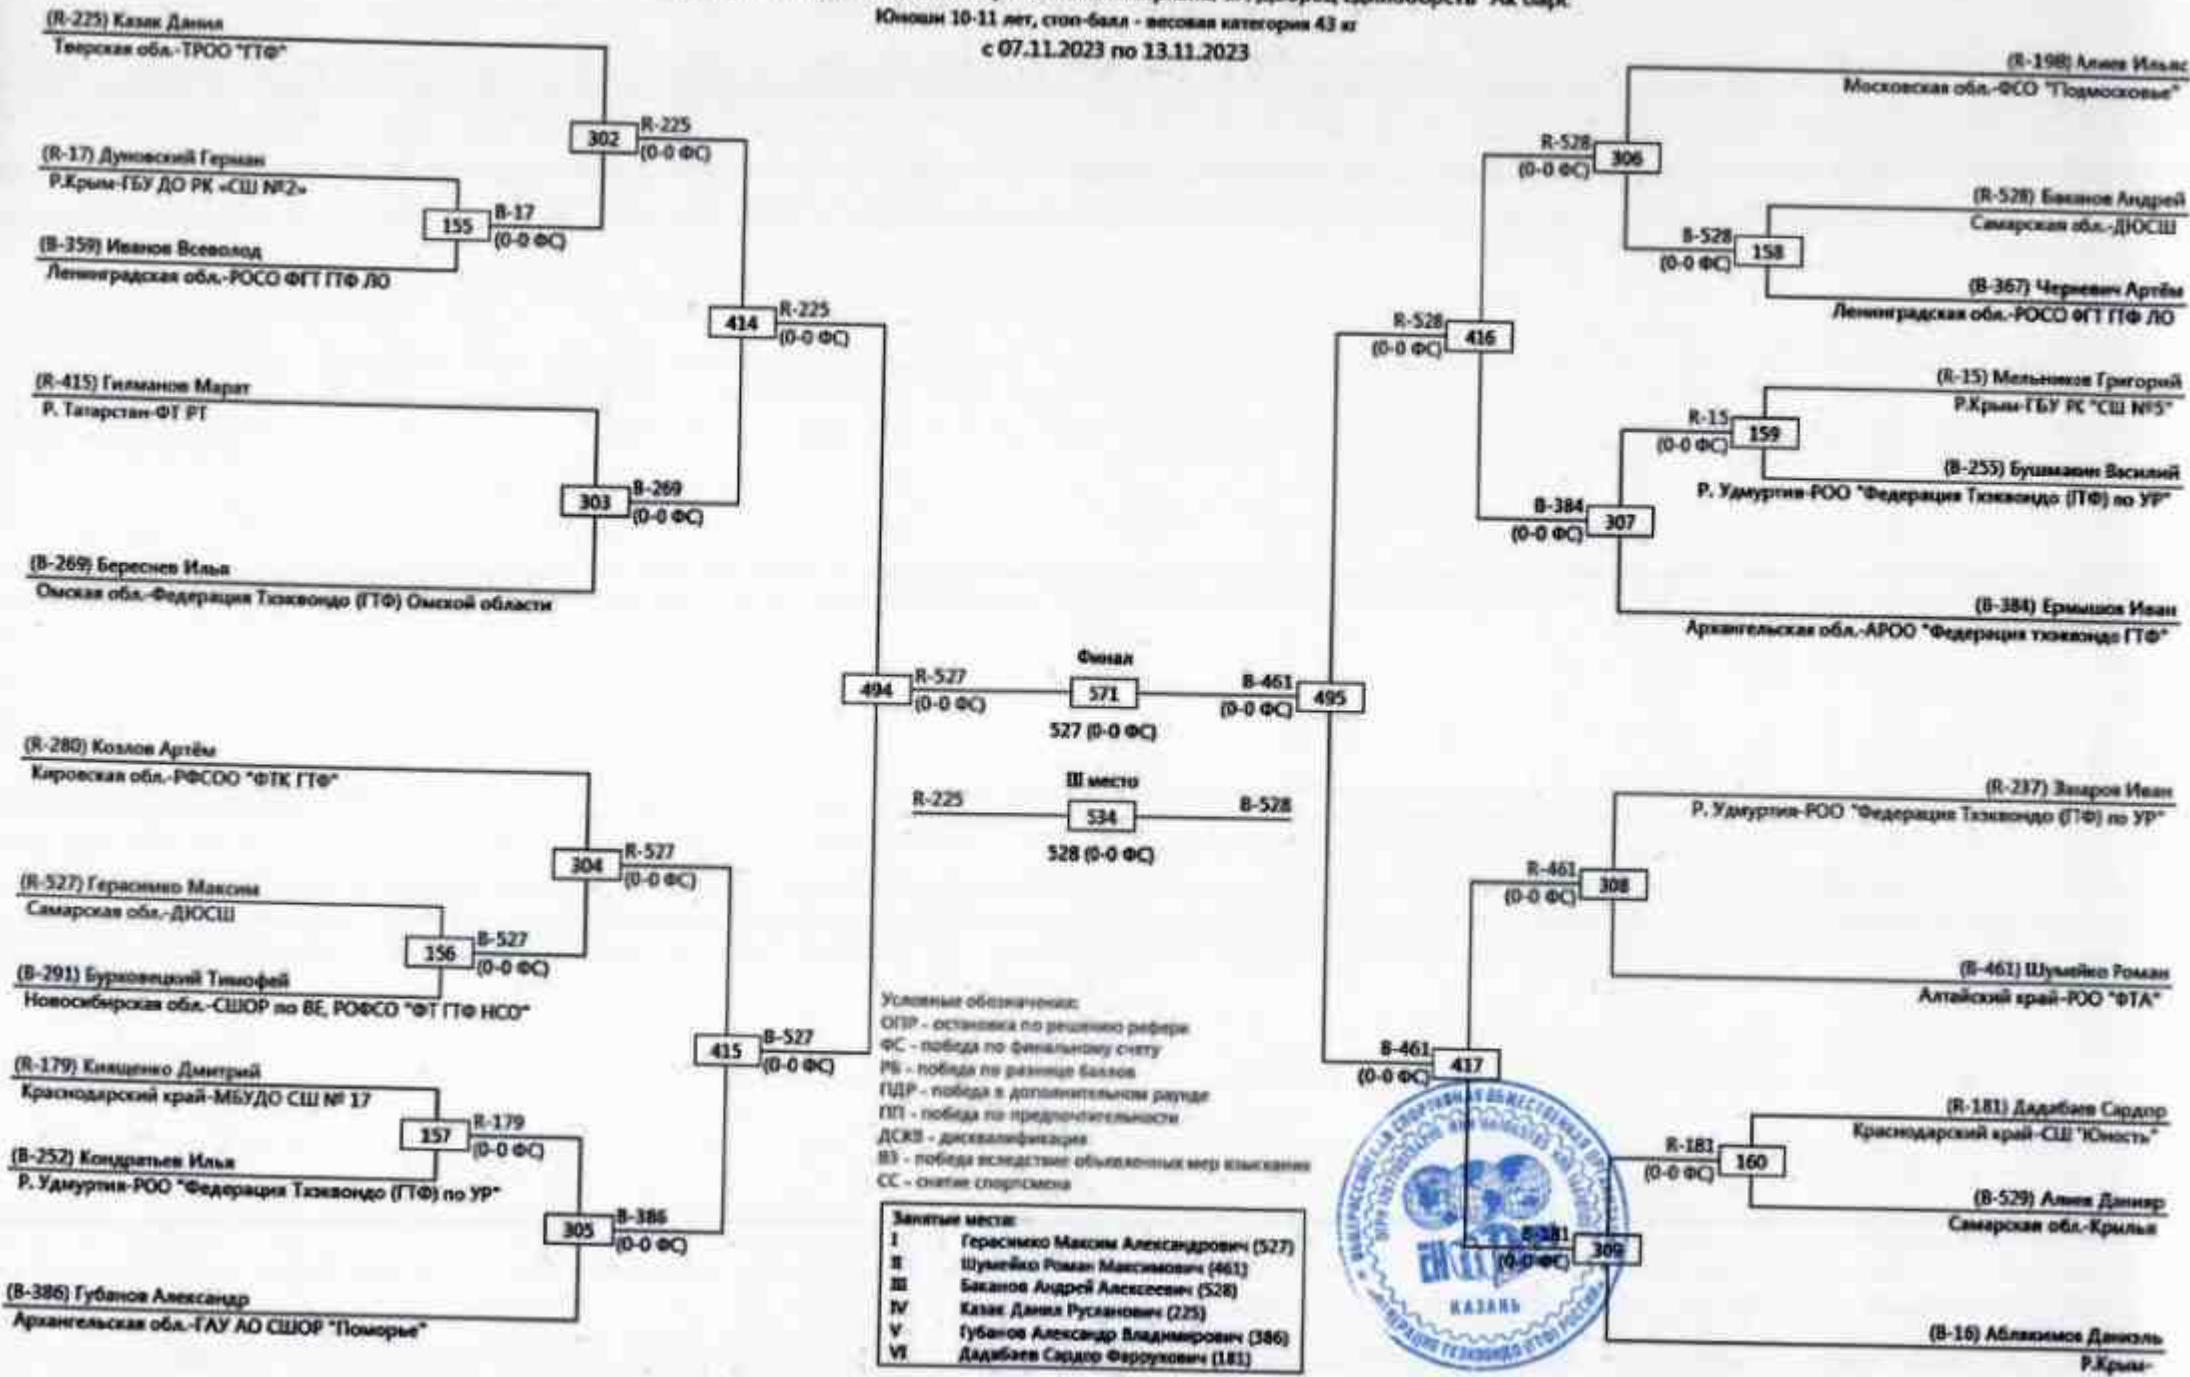 Юноши 10-11 лет, стоп-балл - весовая категория 43 кг
с 07.11.2023 по 13.11.2023
(R-225) Казак Данил
Тверская обл.-ТРОО "ГТФ"
302
R-225
(0-0 ФС)
(R-17) Дуновский Герман
Р.Крым-ГБУ ДО РК «СШ №2»
155
B-17
(0-0 ФС)
(B-359) Иванов Всеволод
Ленинградская обл.-РОСО ФГТ ГТФ ЛО
414
R-225
(0-0 ФС)
(R-415) Гилманов Марат
Р. Татарстан-ФТ РТ
303
B-269
(0-0 ФС)
(B-269) Береснев Илья
Омская обл.-Федерация Тхэквондо (ГТФ) Омской области
494
R-527
(0-0 ФС)
(R-280) Козлов Артём
Кировская обл.-РФСОО "ФТК ГТФ"
304
R-527
(0-0 ФС)
(R-527) Герасимко Максим
Самарская обл.-ДЮСШ
156
B-527
(0-0 ФС)
(B-291) Бурковецкий Тимофей
Новосибирская обл.-СШОР по ВЕ, РОФСО "ФТ ГТФ НСО"
415
B-527
(0-0 ФС)
(R-179) Кнященко Дмитрий
Краснодарский край-МБУДО СШ № 17
157
R-179
(0-0 ФС)
(B-252) Кондратьев Илья
Р. Удмуртия-РОО "Федерация Тхэквондо (ГТФ) по УР"
305
B-386
(0-0 ФС)
(B-386) Губанов Александр
Архангельская обл.-ГАУ АО СШОР "Поморье"
Финал
571
527 (0-0 ФС)
III место
R-225
534
B-528
528 (0-0 ФС)
Условные обозначения:
ОПР - остановка по решению рефери
ФС - победа по финальному счету
РБ - победа по разнице баллов
ПДР - победа в дополнительном раунде
ПП - победа по предпочтительности
ДСКВ - дисквалификация
ВЗ - победа вследствие объявленных мер взыскания
СС - снятие спортсмена
Занятые места:
I Герасимко Максим Александрович (527)
II Шумейко Роман Максимович (461)
III Баканов Андрей Алексеевич (528)
IV Казак Данил Русланович (225)
V Губанов Александр Владимирович (386)
VI Дадабаев Сардор Фаррухович (181)
(R-198) Алиев Ильяс
Московская обл.-ФСО "Подмосковье"
R-528
(0-0 ФС)
306
(R-528) Баканов Андрей
Самарская обл.-ДЮСШ
B-528
(0-0 ФС)
158
(B-367) Черкевич Артём
Ленинградская обл.-РОСО ФГТ ГТФ ЛО
R-528
(0-0 ФС)
416
(R-15) Мельников Григорий
Р.Крым-ГБУ РК "СШ №5"
R-15
(0-0 ФС)
159
(B-255) Бушмакин Василий
Р. Удмуртия-РОО "Федерация Тхэквондо (ГТФ) по УР"
B-384
(0-0 ФС)
307
(B-384) Ермышов Иван
Архангельская обл.-АРОО "Федерация тхэквондо ГТФ"
B-461
(0-0 ФС)
495
(R-237) Захаров Иван
Р. Удмуртия-РОО "Федерация Тхэквондо (ГТФ) по УР"
R-461
(0-0 ФС)
308
(B-461) Шумейко Роман
Алтайский край-РОО "ФТА"
B-461
(0-0 ФС)
417
(R-181) Дадабаев Сардор
Краснодарский край-СШ "Юность"
R-181
(0-0 ФС)
160
(B-529) Алиев Данияр
Самарская обл.-Крылья
B-181
(0-0 ФС)
309
(B-16) Аблякимов Даниэль
Р.Крым-
КАЗАНЬ